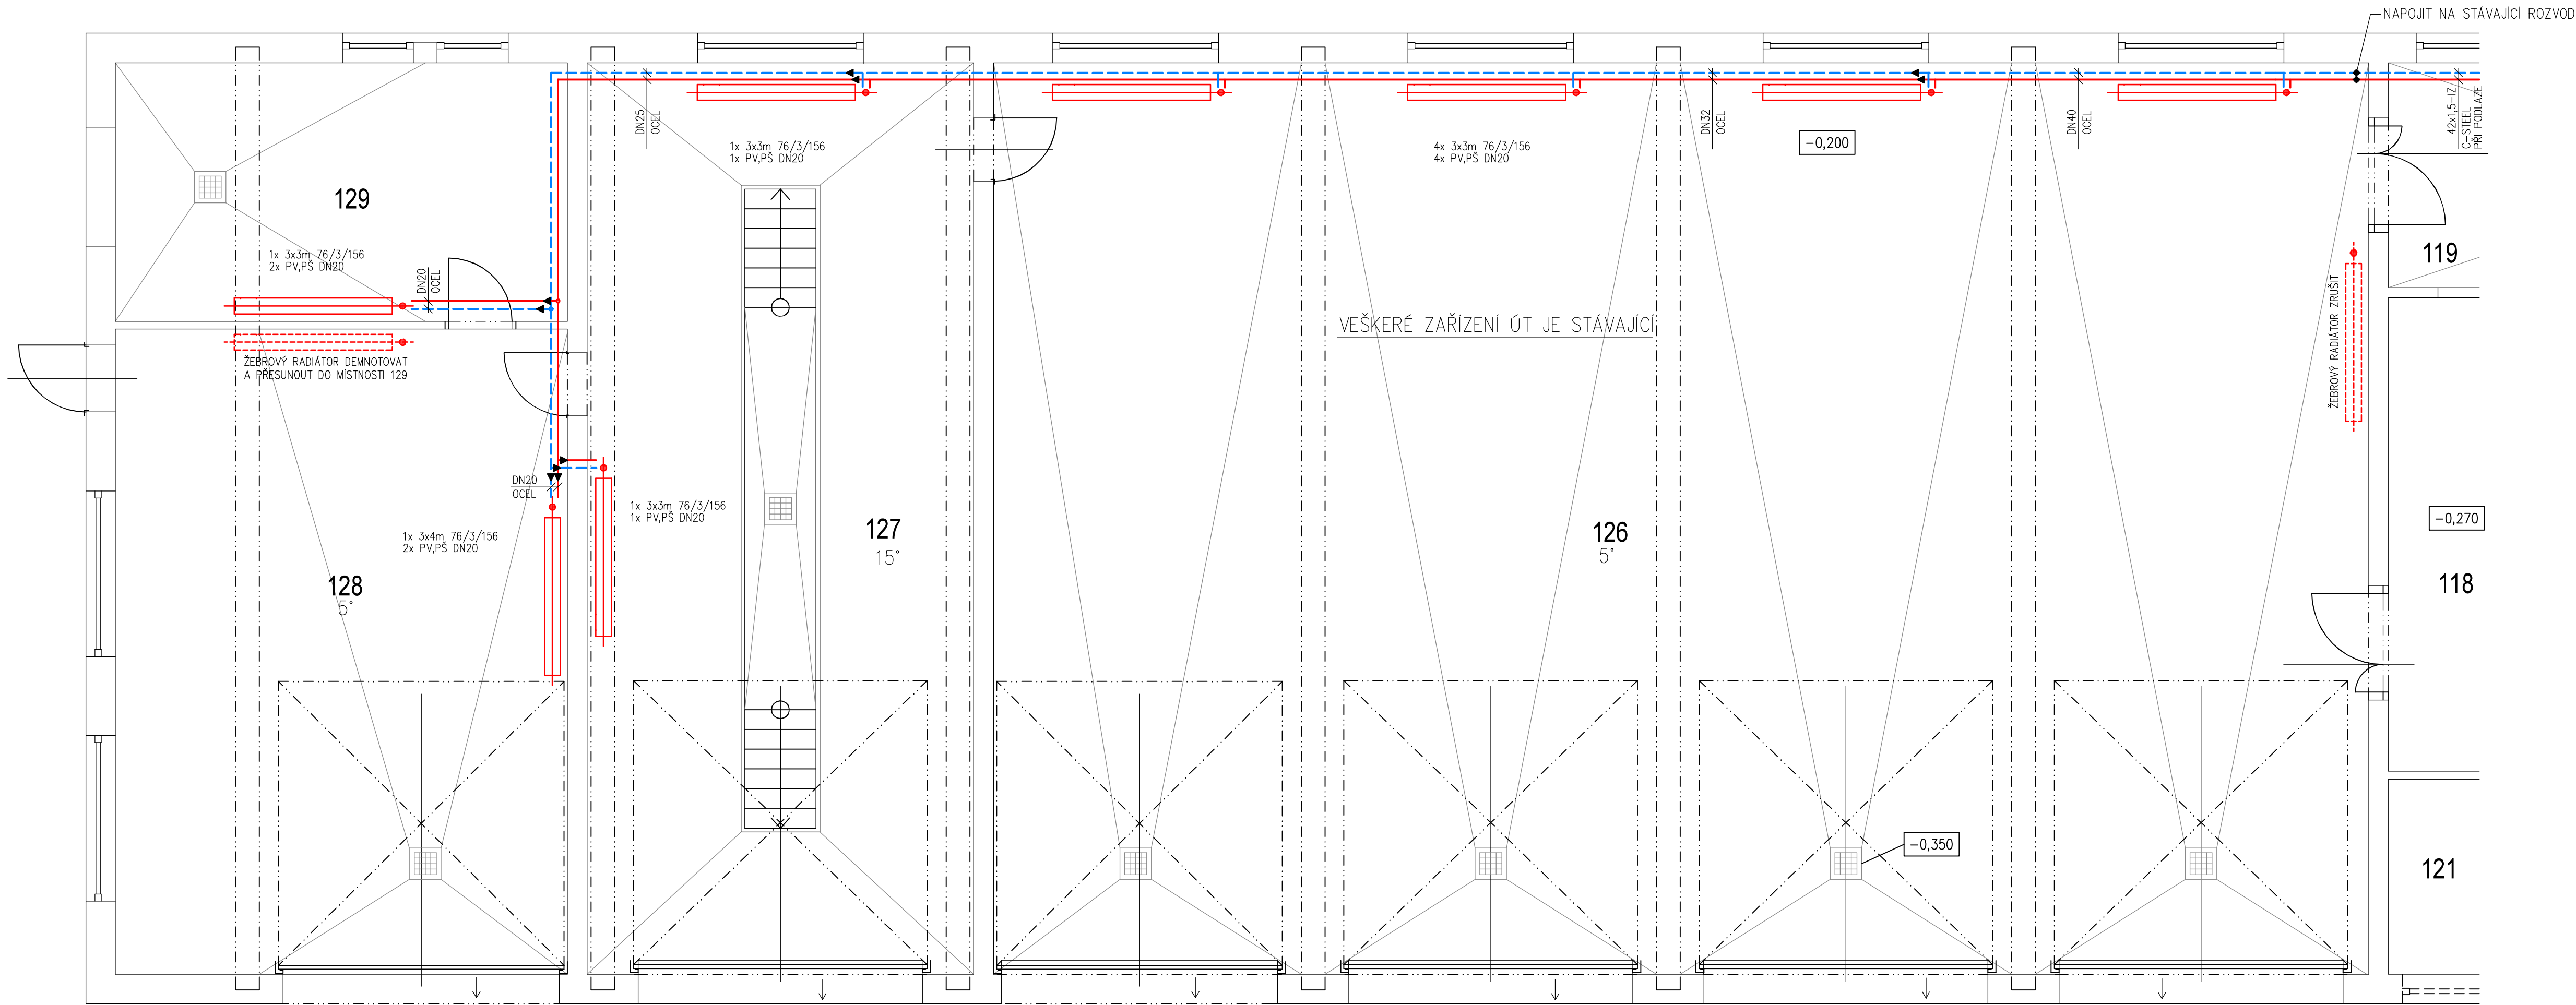 NAPOJIT NA STÁVAJÍCÍ ROZVOD
DN25
OCEL
DN32
OCEL
DN40
OCEL
42x1,5-IZ
C-STEEL
PŘI PODLAZE
1x 3x3m 76/3/156
1x PV,PŠ DN20
4x 3x3m 76/3/156
4x PV,PŠ DN20
-0,200
129
1x 3x3m 76/3/156
2x PV,PŠ DN20
DN20
OCEL
119
VEŠKERÉ ZAŘÍZENÍ ÚT JE STÁVAJÍCÍ
ŽEBROVÝ RADIÁTOR ZRUŠIT
ŽEBROVÝ RADIÁTOR DEMNOTOVAT
A PŘESUNOUT DO MÍSTNOSTI 129
DN20
OCEL
1x 3x3m 76/3/156
1x PV,PŠ DN20
1x 3x4m 76/3/156
2x PV,PŠ DN20
127
15°
126
5°
-0,270
128
5°
118
-0,350
121